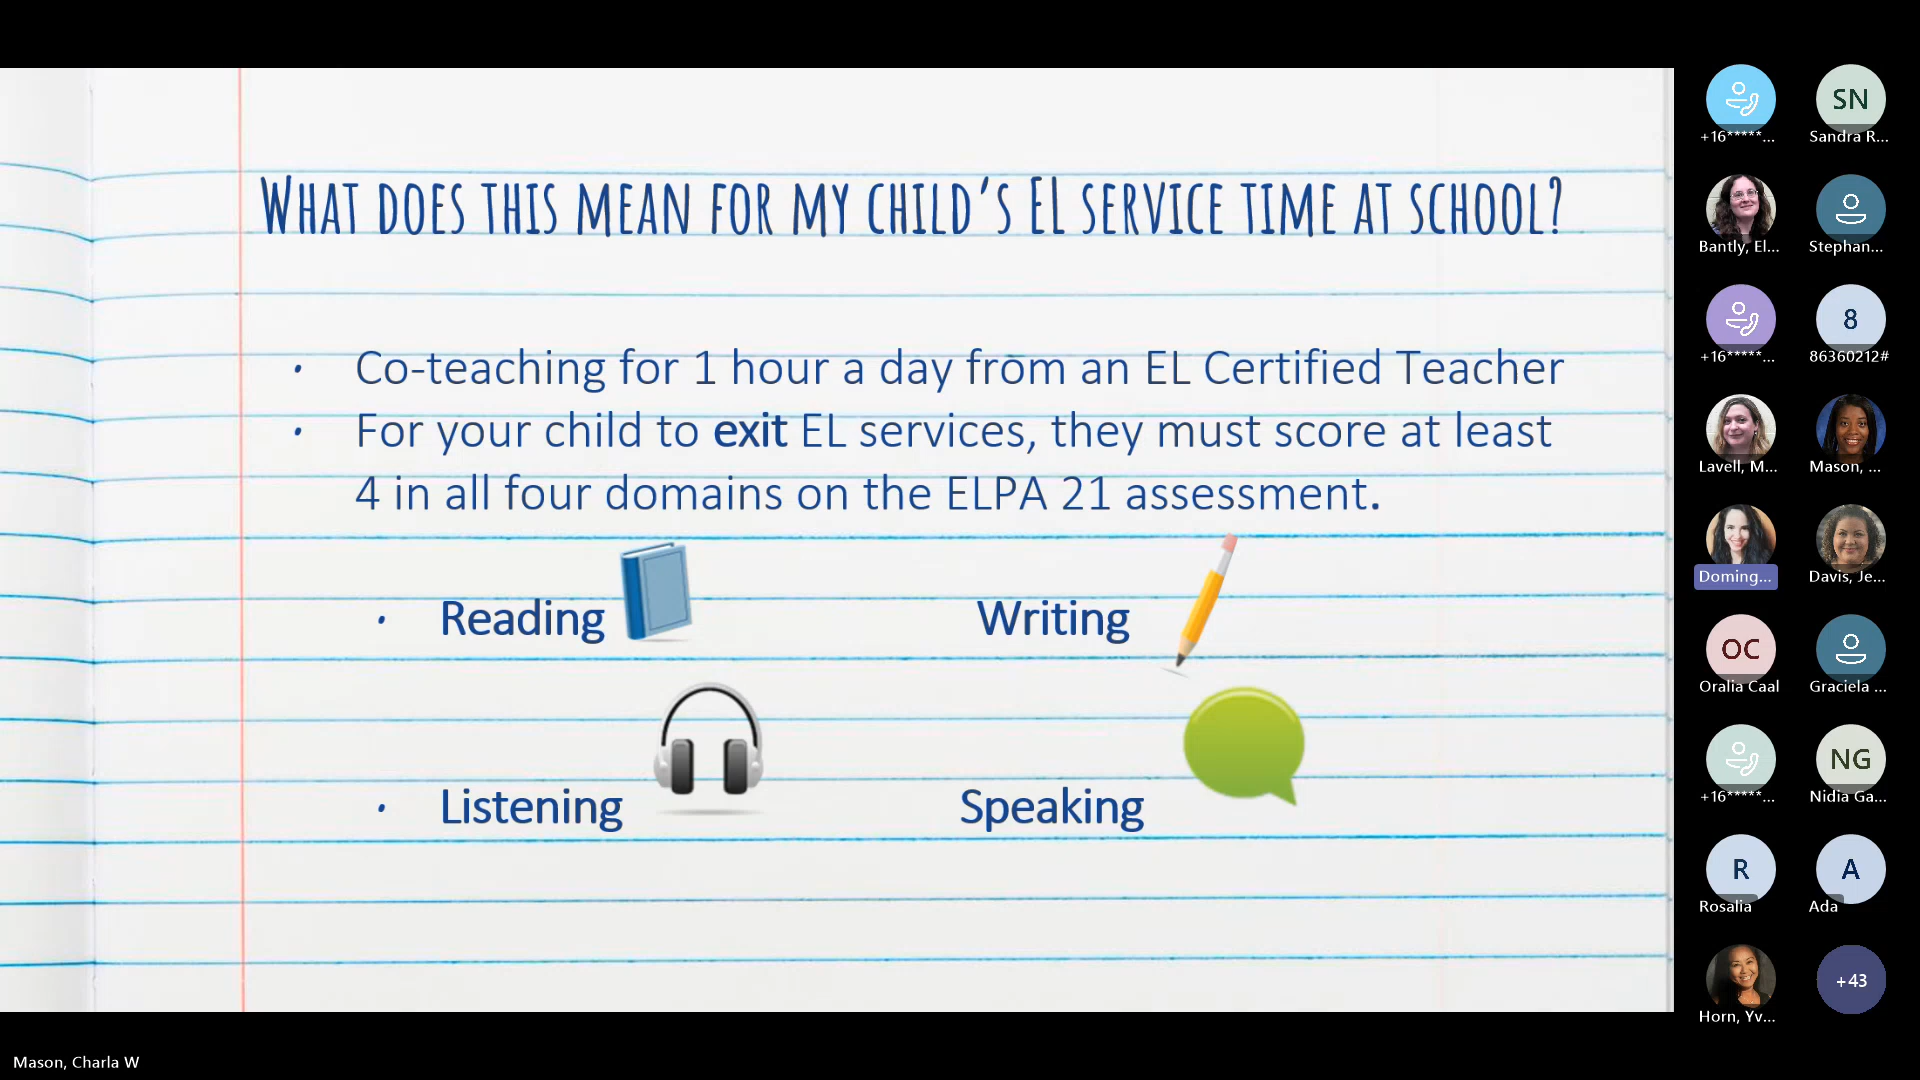 What does this mean for my child's El service time at school?
· Co-teaching for 1 hour a day from an EL Certified Teacher
· For your child to exit EL services, they must score at least
4 in all four domains on the ELPA 21 assessment.
· Reading Writing
· Listening Speaking
+16*****...
SN
Sandra R...
Bantly, El...
Stephan...
+16*****...
8
86360212#
Lavell, M...
Mason, ...
Doming...
Davis, Je...
OC
Oralia Caal
Graciela ...
+16*****...
NG
Nidia Ga...
R
Rosalia
A
Ada
Horn, Yv...
+43
Mason, Charla W